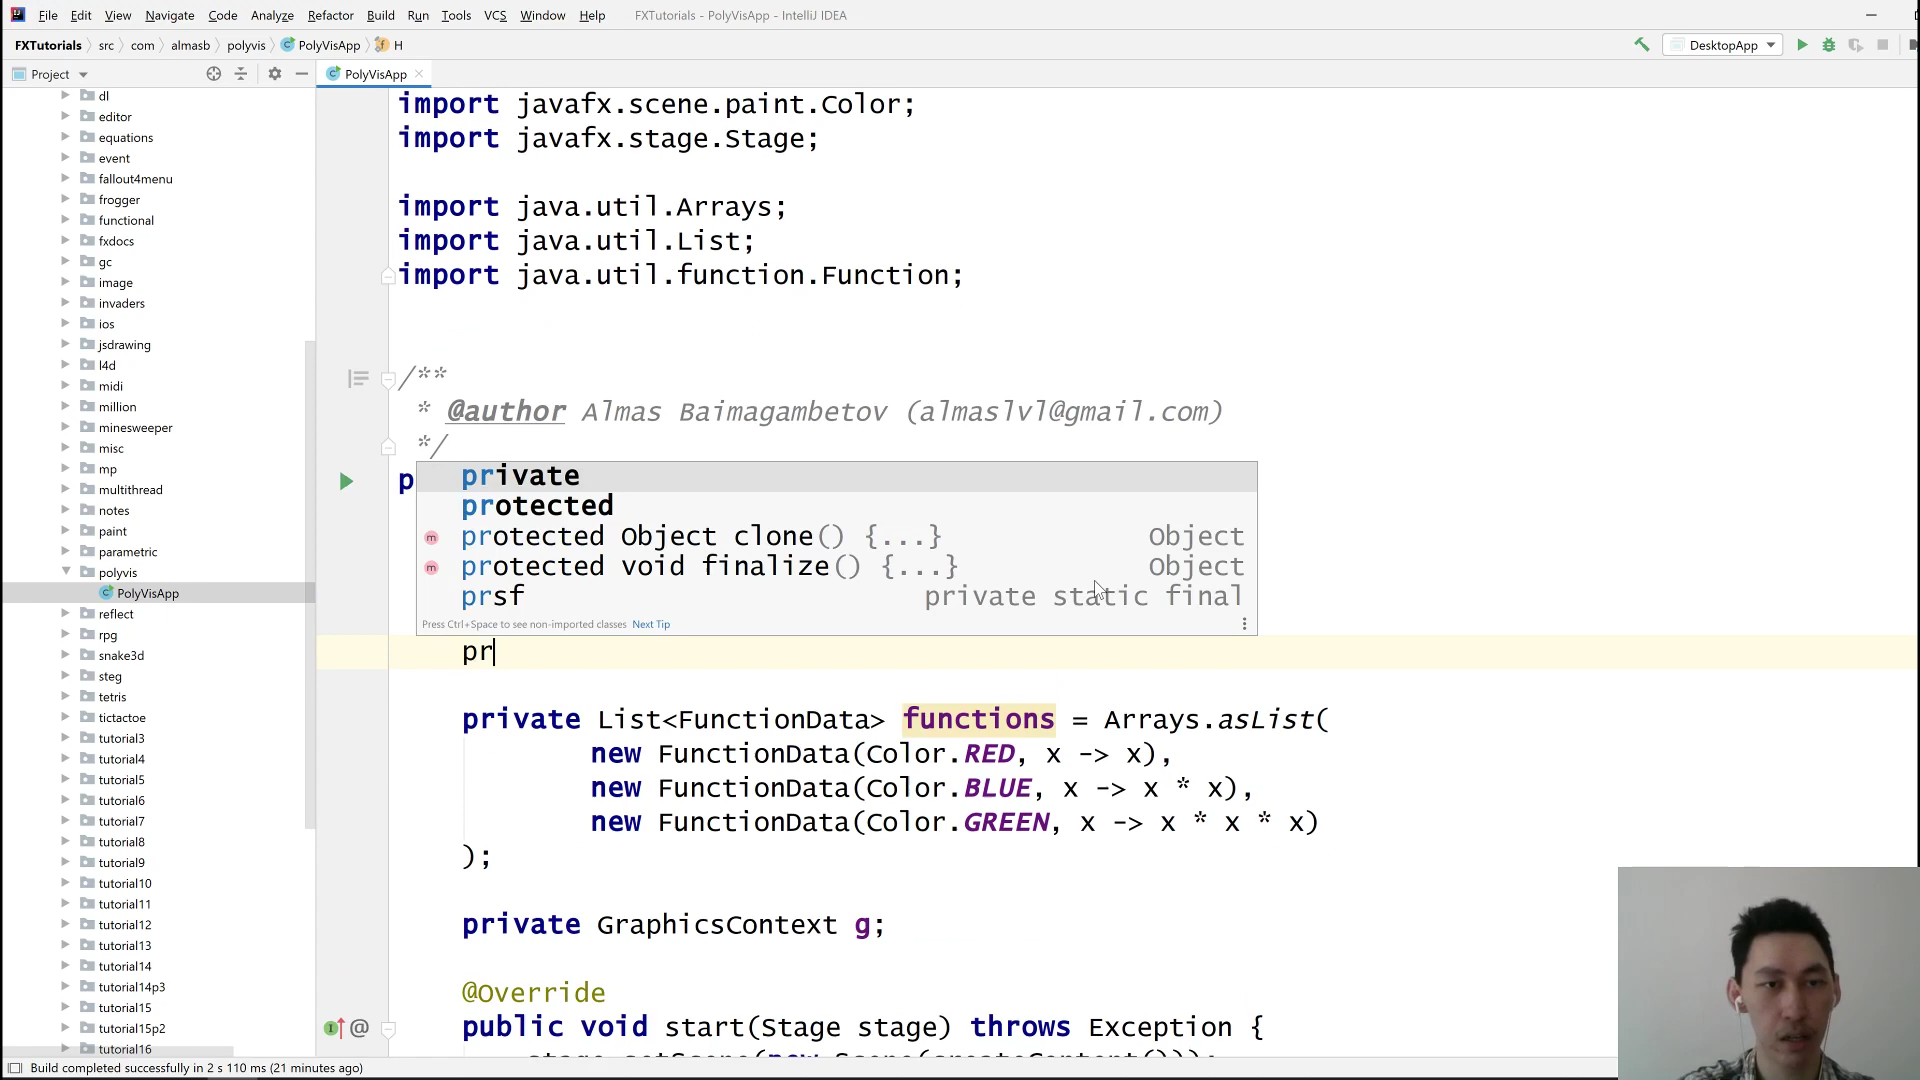 File Edit View Navigate Code Analyze Refactor Build Run Tools VCS Window Help FXTutorials - PolyVisApp - IntelliJ IDEA
FXTutorials src com almasb polyvis PolyVisApp H DesktopApp
Project PolyVisApp
dl
editor
equations
event
fallout4menu
frogger
functional
fxdocs
gc
image
invaders
ios
jsdrawing
l4d
midi
million
minesweeper
misc
mp
multithread
notes
paint
parametric
polyvis
PolyVisApp
reflect
rpg
snake3d
steg
tetris
tictactoe
tutorial3
tutorial4
tutorial5
tutorial6
tutorial7
tutorial8
tutorial9
tutorial10
tutorial11
tutorial12
tutorial13
tutorial14
tutorial14p3
tutorial15
tutorial15p2
tutorial16
import javafx.scene.paint.Color;
import javafx.stage.Stage;
import java.util.Arrays;
import java.util.List;
import java.util.function.Function;
/**
* @author Almas Baimagambetov (almaslvl@gmail.com)
*/
p
private
protected
protected Object clone() {...} Object
protected void finalize() {...} Object
prsf private static final
Press Ctrl+Space to see non-imported classes Next Tip
pr
private List<FunctionData> functions = Arrays.asList(
new FunctionData(Color.RED, x -> x),
new FunctionData(Color.BLUE, x -> x * x),
new FunctionData(Color.GREEN, x -> x * x * x)
);
private GraphicsContext g;
@Override
public void start(Stage stage) throws Exception {
stage.setScene(new Scene(createContent()));
Build completed successfully in 2 s 110 ms (21 minutes ago)